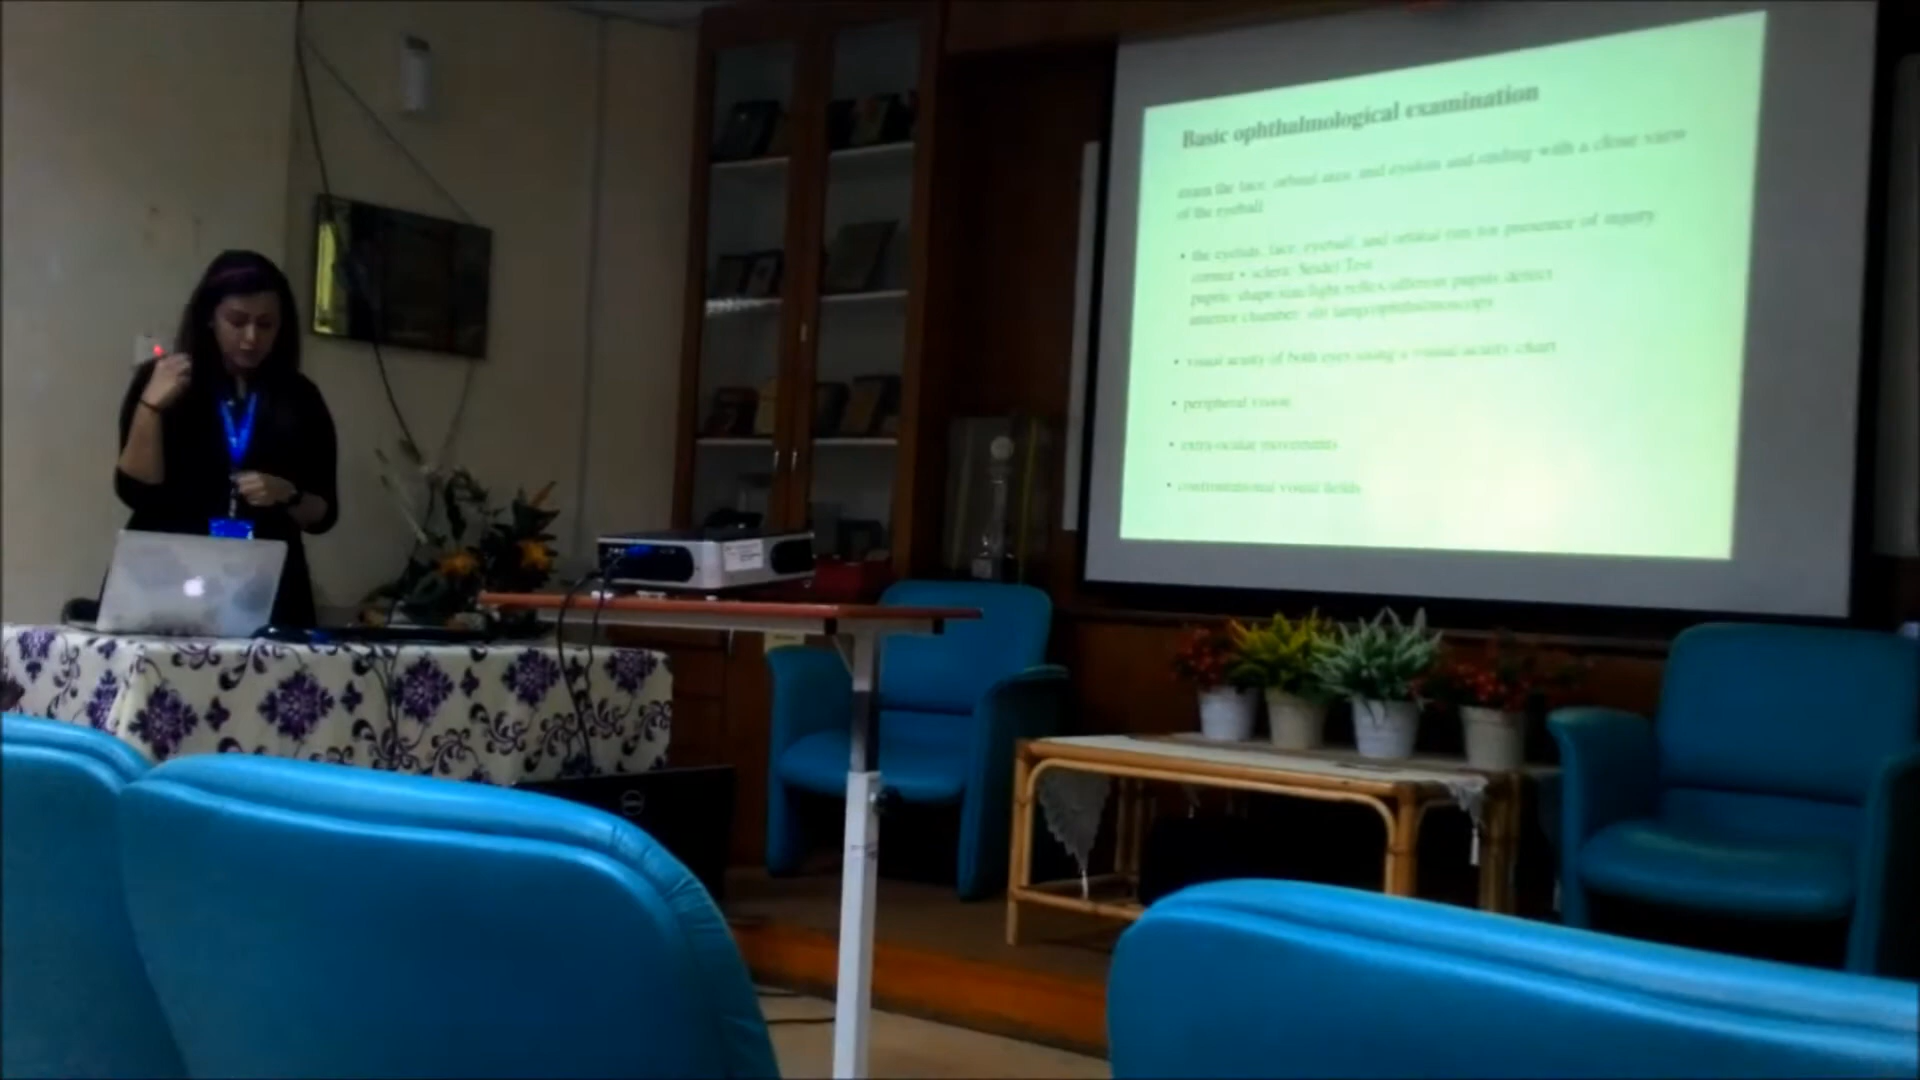 Basic ophthalmological examination
exam the face, orbital area and eyelids and ending with a close view
of the eyeball
• the eyelids, face, eyeball, and orbital rim for presence of injury
cornea + sclera: Seidel Test
pupils: shape/size/light reflex/afferent pupils defect
anterior chamber: slit lamp/ophthalmoscopy
• visual acuity of both eyes using a visual acuity chart
• peripheral vision
• extra-ocular movements
• confrontational visual fields
DELL